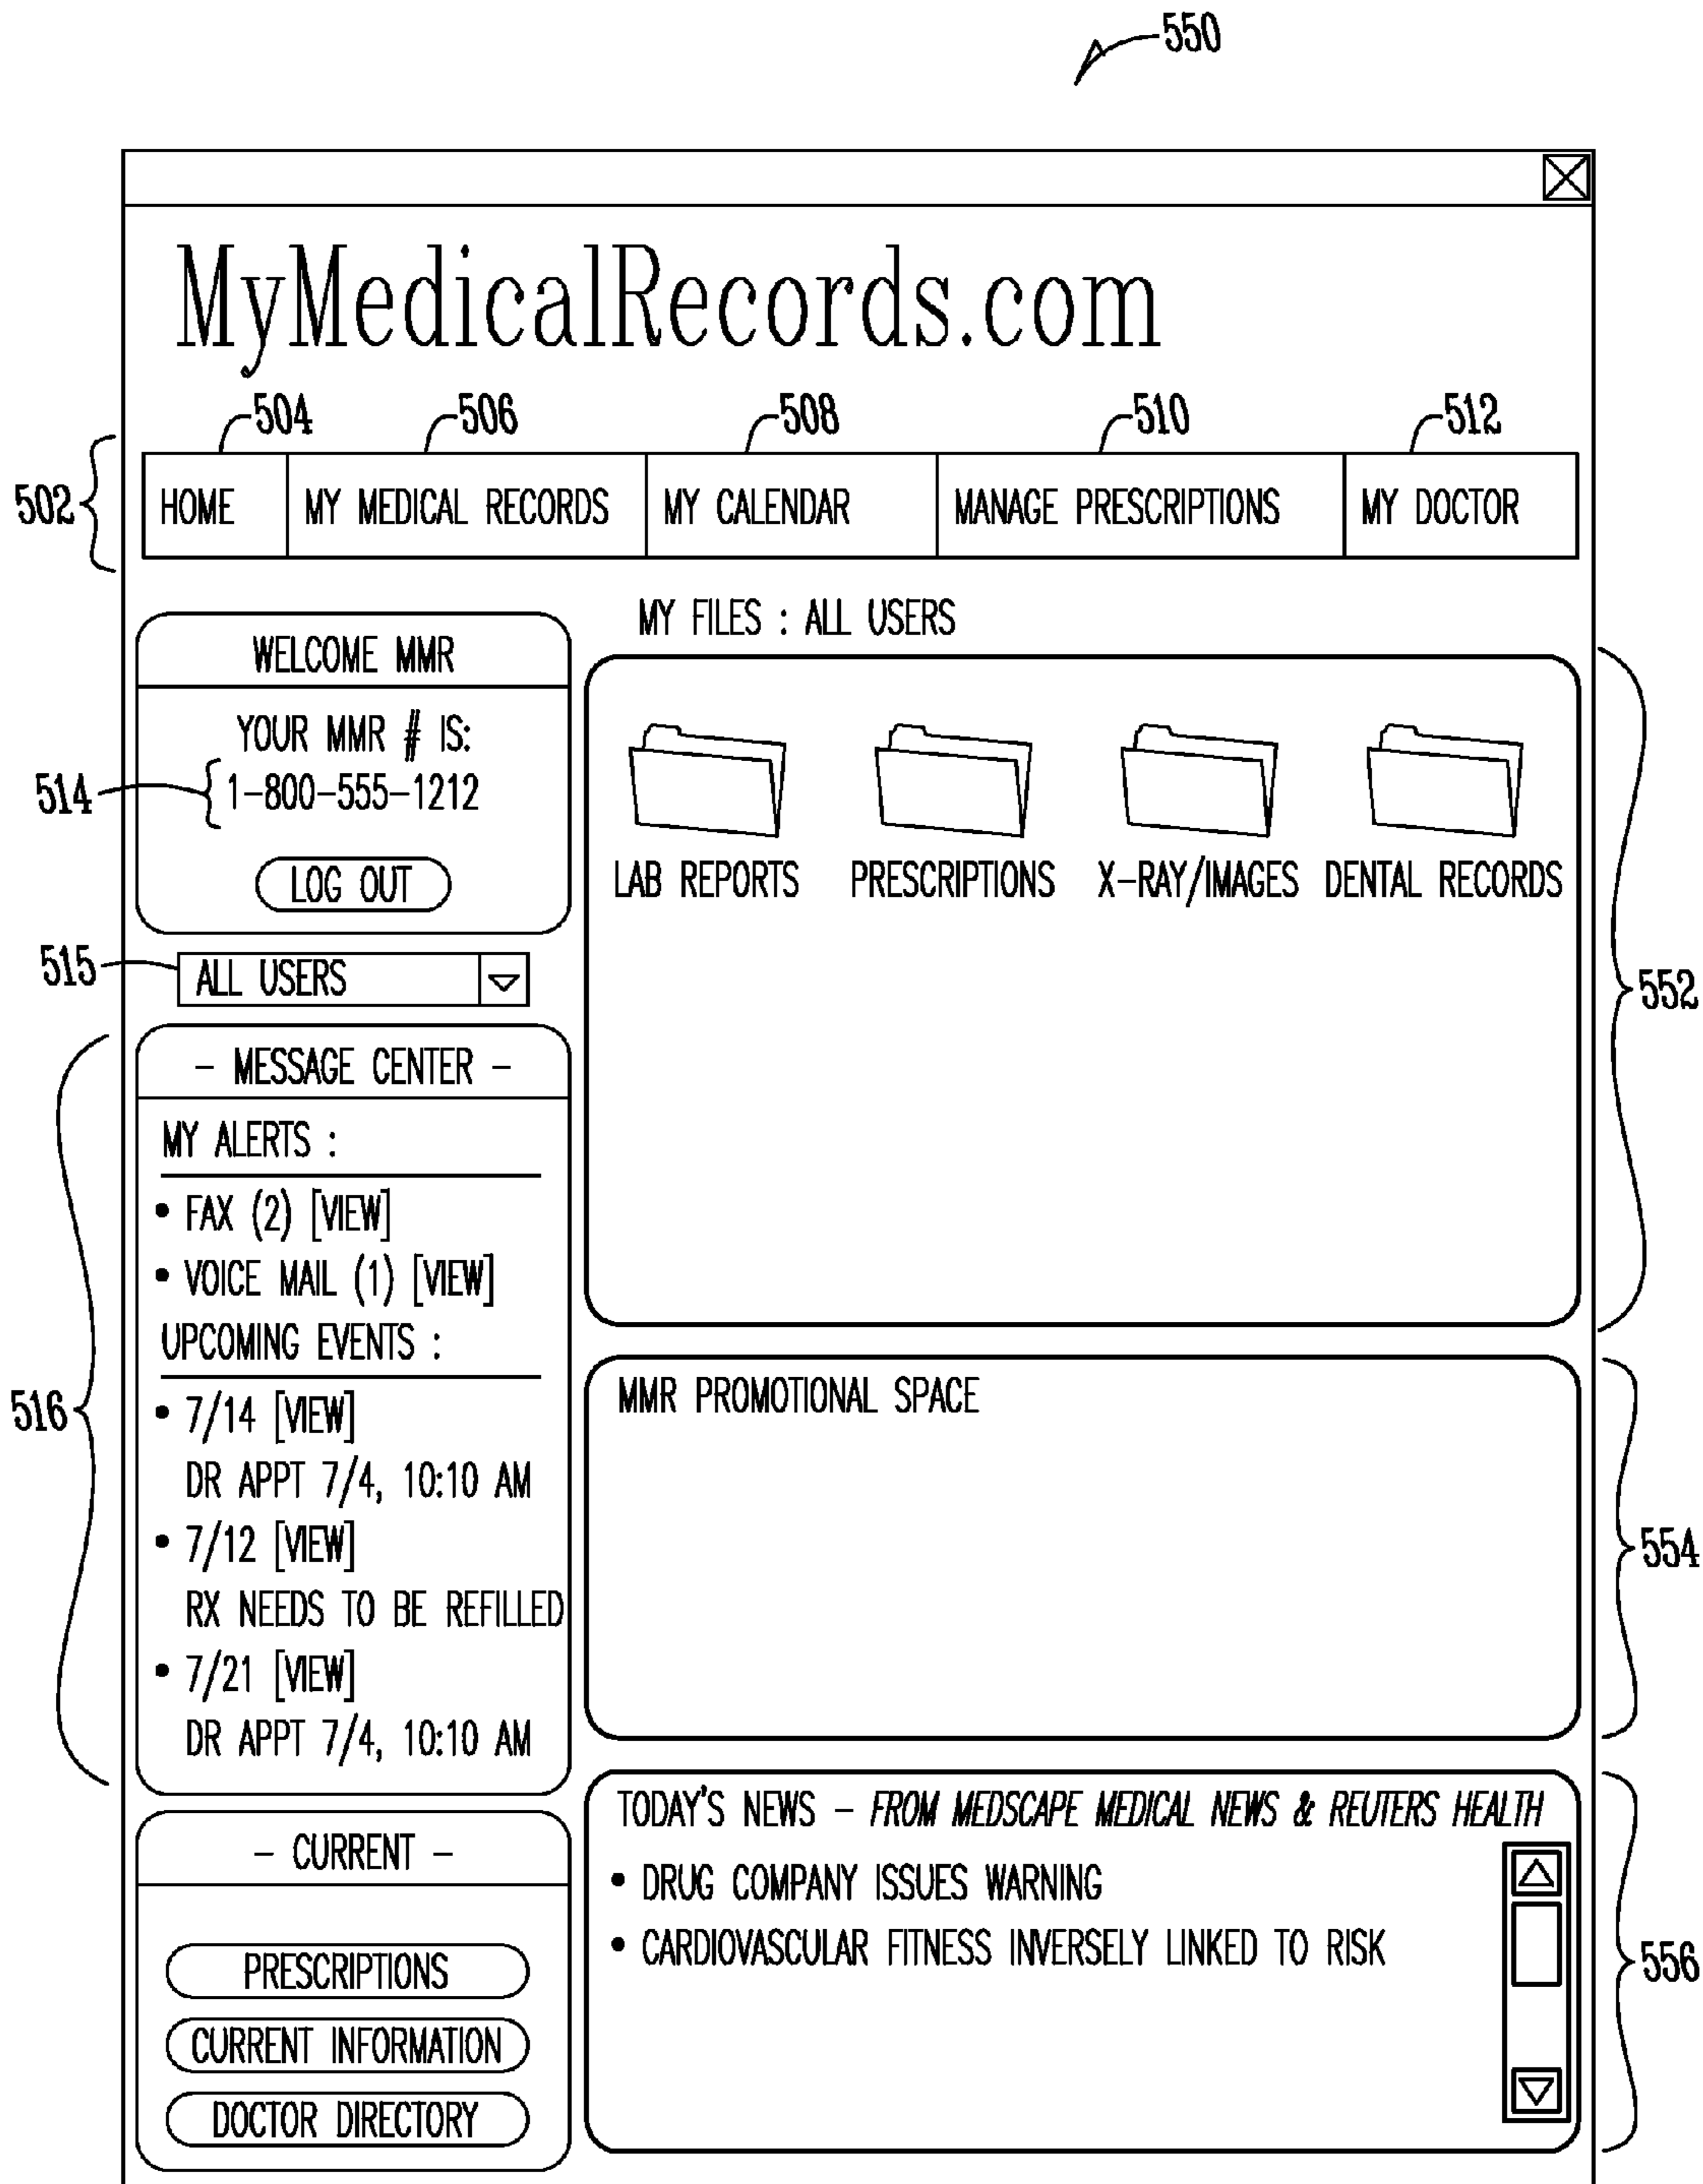 550
MyMedicalRecords.com
504 506 508 510 512
502 HOME MY MEDICAL RECORDS MY CALENDAR MANAGE PRESCRIPTIONS MY DOCTOR
WELCOME MMR
YOUR MMR # IS:
514 1-800-555-1212
LOG OUT
515 ALL USERS
516
- MESSAGE CENTER -
MY ALERTS :
• FAX (2) [VIEW]
• VOICE MAIL (1) [VIEW]
UPCOMING EVENTS :
• 7/14 [VIEW]
DR APPT 7/4, 10:10 AM
• 7/12 [VIEW]
RX NEEDS TO BE REFILLED
• 7/21 [VIEW]
DR APPT 7/4, 10:10 AM
- CURRENT -
PRESCRIPTIONS
CURRENT INFORMATION
DOCTOR DIRECTORY
MY FILES : ALL USERS
LAB REPORTS PRESCRIPTIONS X-RAY/IMAGES DENTAL RECORDS
552
MMR PROMOTIONAL SPACE
554
TODAY'S NEWS - FROM MEDSCAPE MEDICAL NEWS & REUTERS HEALTH
• DRUG COMPANY ISSUES WARNING
• CARDIOVASCULAR FITNESS INVERSELY LINKED TO RISK
556